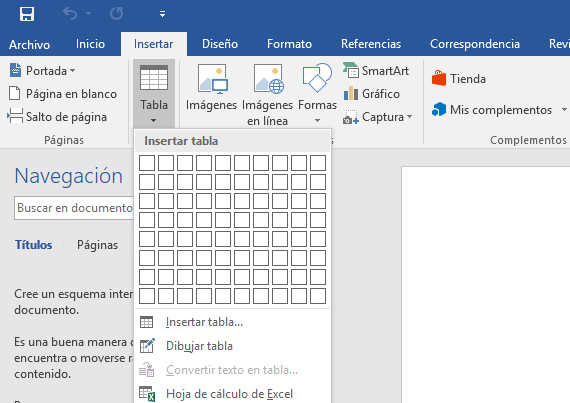 Archivo Inicio Insertar Diseño Formato Referencias Correspondencia
Portada
Página en blanco
Salto de página
Páginas
Tabla
Imágenes
Imágenes
en línea
Formas
SmartArt
Gráfico
Captura
Tienda
Mis complementos
Complementos
Insertar tabla
Navegación
Buscar en documento
Títulos Páginas
Cree un esquema
documento.
Es una buena manera
encuentra o moverse
contenido.
Insertar tabla...
Dibujar tabla
Convertir texto en tabla...
Hoja de cálculo de Excel